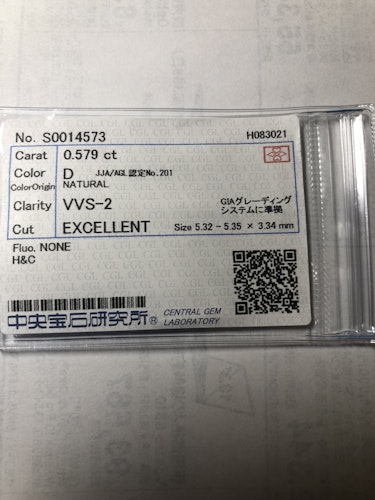 No. S0014573 H083021
Carat 0.579 ct
Color D JJA/AGL認定No.201
ColorOrigin NATURAL
Clarity VVS-2 GIAグレーディング
システムに準拠
Cut EXCELLENT Size 5.32 - 5.35 × 3.34 mm
Fluo. NONE
H&C
中央宝石研究所® CENTRAL GEM
LABORATORY